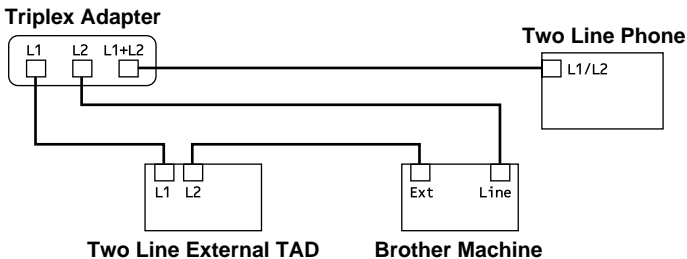 Triplex Adapter
Two Line Phone
L1 L2 L1+L2
L1/L2
L1 L2
Ext Line
Two Line External TAD
Brother Machine